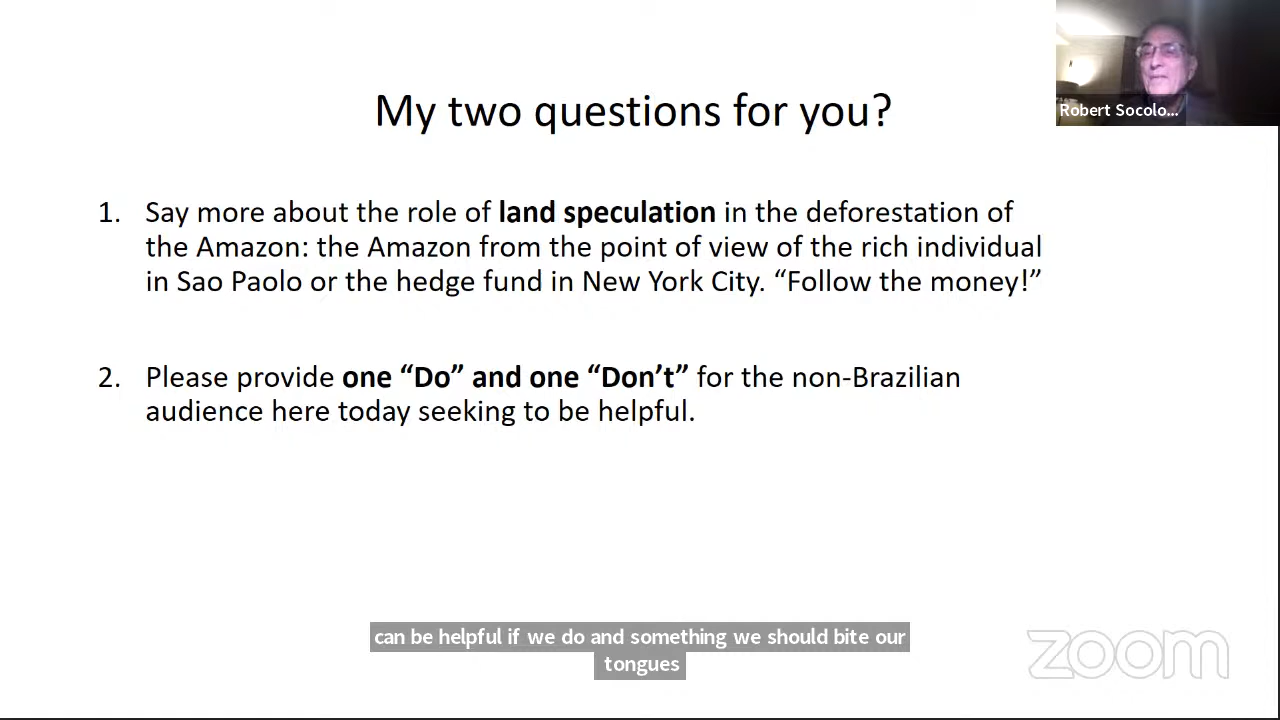 My two questions for you?
Robert Socolo...
1. Say more about the role of land speculation in the deforestation of
the Amazon: the Amazon from the point of view of the rich individual
in Sao Paolo or the hedge fund in New York City. “Follow the money!”
2. Please provide one “Do” and one “Don’t” for the non-Brazilian
audience here today seeking to be helpful.
can be helpful if we do and something we should bite our
tongues
zoom